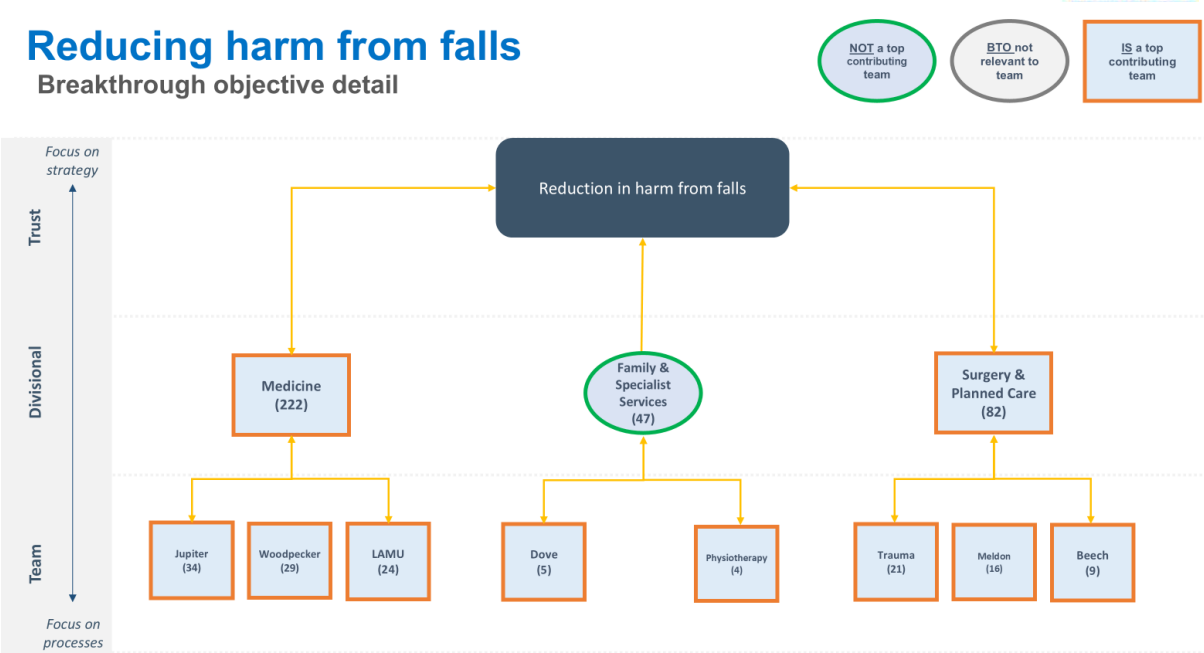 Reducing harm from falls
Breakthrough objective detail
NOT a top
contributing
team
BTO not
relevant to
team
IS a top
contributing
team
Focus on
strategy
Trust
Reduction in harm from falls
Divisional
Medicine
(222)
Family &
Specialist
Services
(47)
Surgery &
Planned Care
(82)
Team
Jupiter
(34)
Woodpecker
(29)
LAMU
(24)
Dove
(5)
Physiotherapy
(4)
Trauma
(21)
Meldon
(16)
Beech
(9)
Focus on
processes